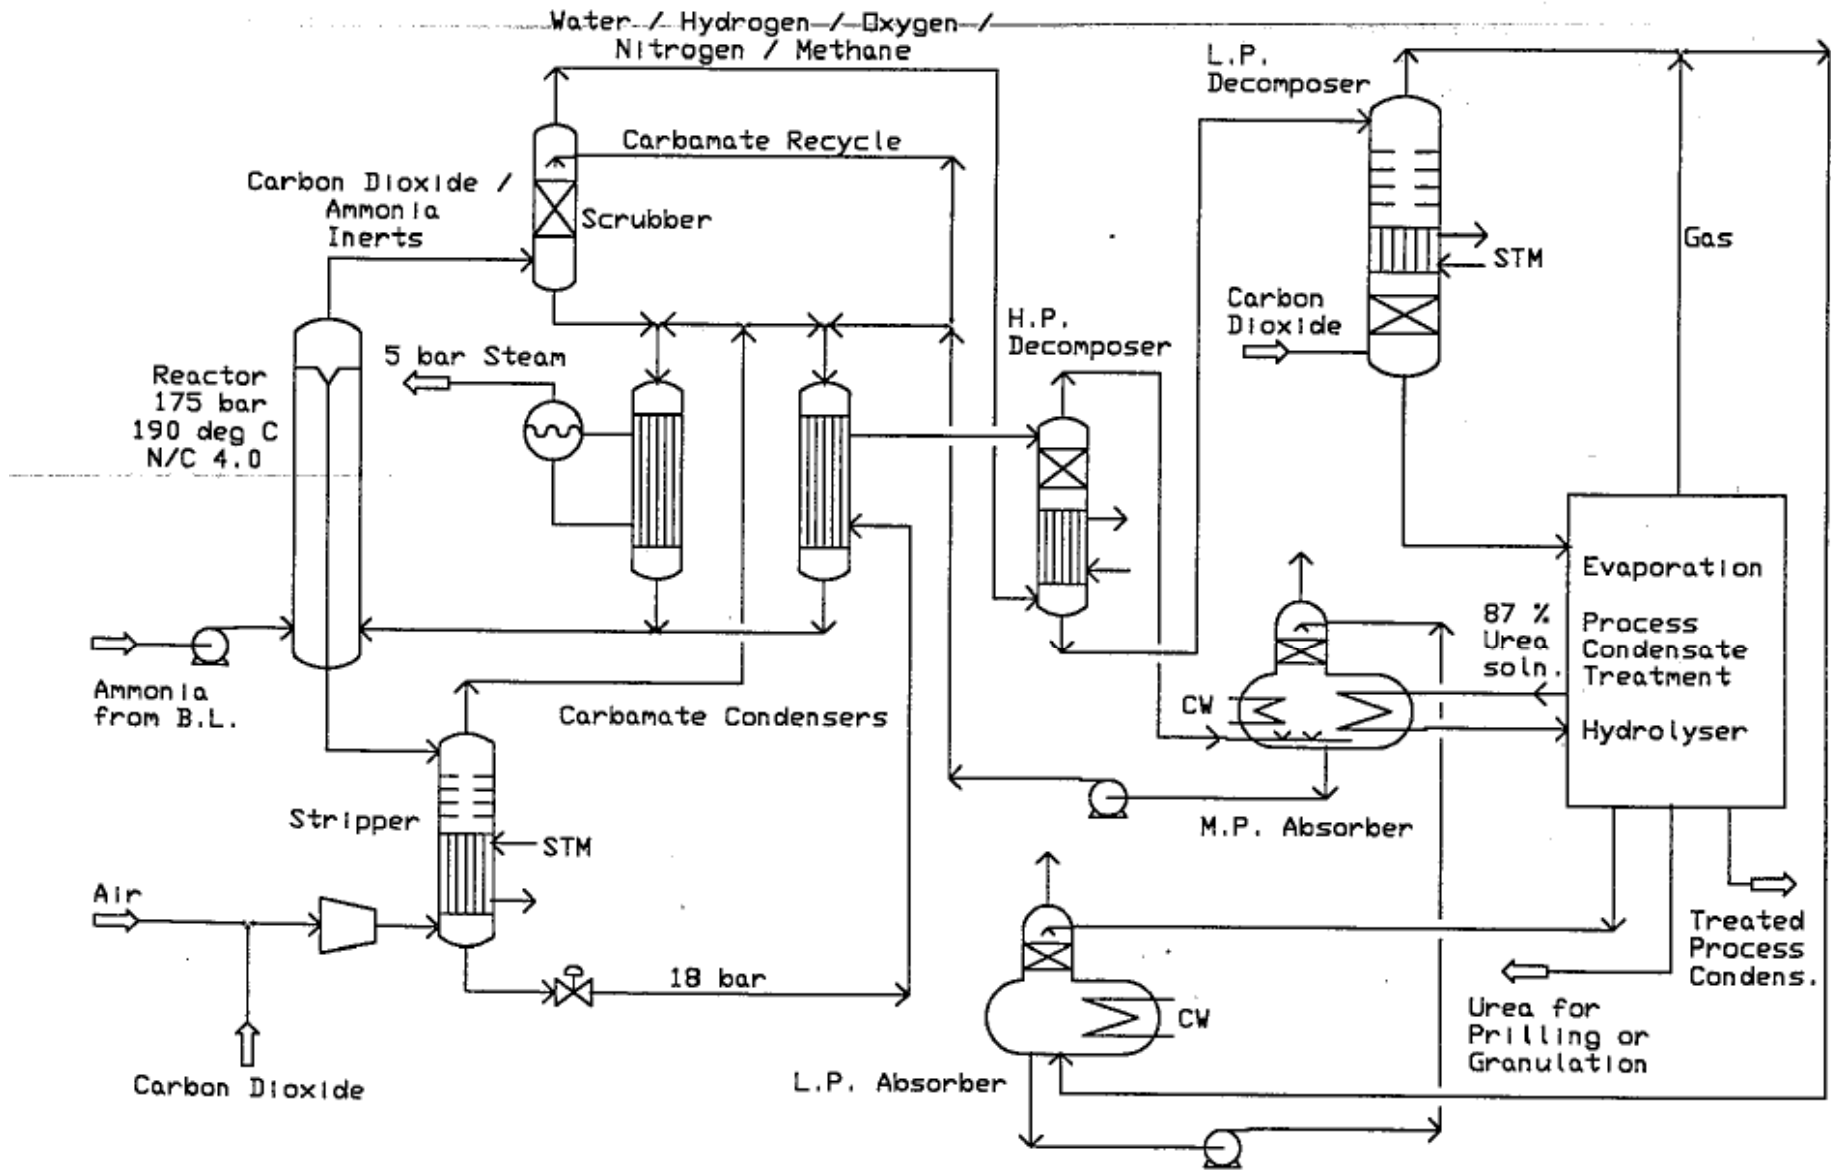 Water / Hydrogen / Oxygen /
Nitrogen / Methane
L.P.
Decomposer
Carbamate Recycle
Carbon Dioxide /
Ammonia
Inerts
Scrubber
Gas
STM
Carbon
Dioxide
H.P.
Decomposer
5 bar Steam
Reactor
175 bar
190 deg C
N/C 4.0
Evaporation
87 %
Urea
soln.
Process
Condensate
Treatment
Hydrolyser
Ammonia
from B.L.
Carbamate Condensers
CW
Stripper
STM
M.P. Absorber
Air
18 bar
Treated
Process
Condens.
CW
Urea for
Prilling or
Granulation
L.P. Absorber
Carbon Dioxide